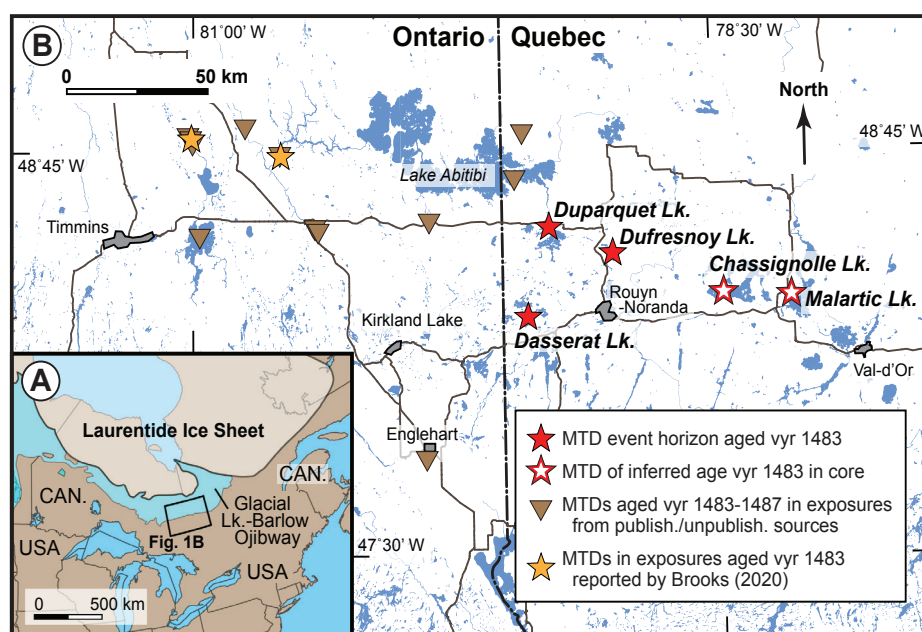 B
81°00' W
Ontario
Quebec
78°30' W
0
50 km
North
48°45' W
48°45' W
Lake Abitibi
Duparquet Lk.
Timmins
Dufresnoy Lk.
Chassignolle Lk.
Rouyn
-Noranda
Malartic Lk.
Kirkland Lake
Dasserat Lk.
Val-d'Or
A
Laurentide Ice Sheet
Englehart
CAN.
CAN.
Glacial
Lk.-Barlow
Ojibway
Fig. 1B
USA
USA
0
500 km
47°30' W
MTD event horizon aged vyr 1483
MTD of inferred age vyr 1483 in core
MTDs aged vyr 1483-1487 in exposures
from publish./unpublish. sources
MTDs in exposures aged vyr 1483
reported by Brooks (2020)